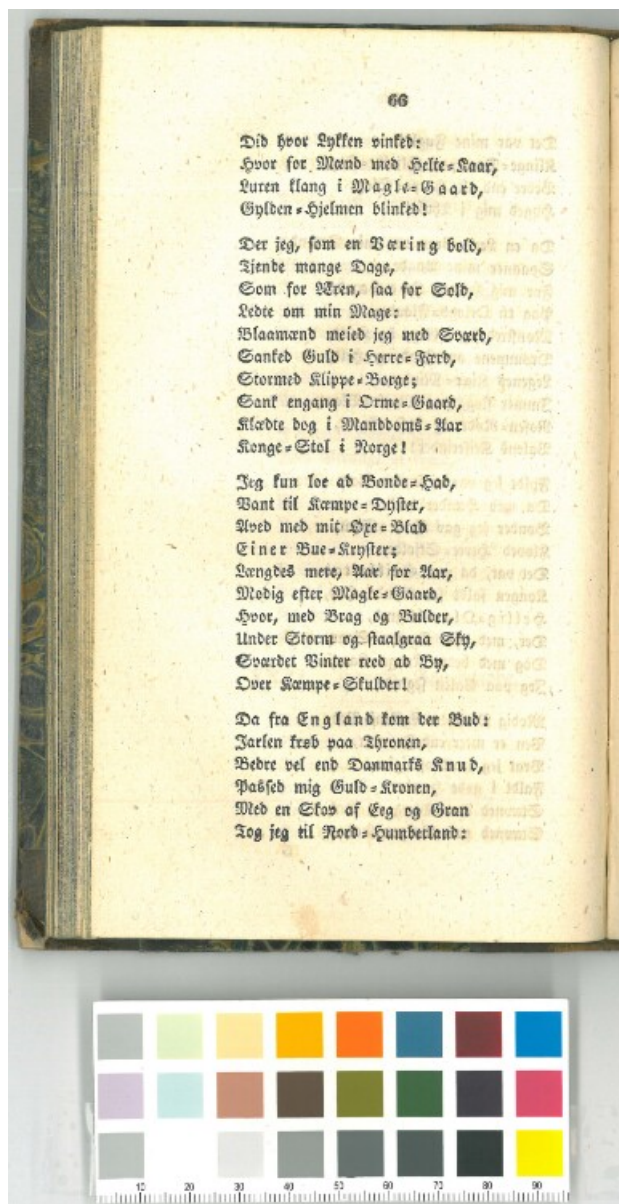 66
Did hvor Lykken vinked:
Hvor for Mænd med Helte-Kaar,
Luren klang i Magle-Gaard,
Gylden-Hjelmen blinked!
Der jeg, som en Væring bold,
Tjende mange Dage,
Som for Æren, saa for Sold,
Ledte om min Mage:
Blaamænd meied jeg med Sværd,
Sanked Guld i Herre-Færd,
Stormed Klippe-Borge;
Sank engang i Orme-Gaard,
Klædte dog i Manddoms-Aar
Konge-Stol i Norge!
Jeg kun loe ad Bonde-Had,
Vant til Kæmpe-Dyster,
Aved med mit Øxe-Blad
Einer Bue-Kryster;
Længdes mere, Aar for Aar,
Modig efter Magle-Gaard,
Hvor, med Brag og Bulder,
Under Storm og staalgraa Sky,
Sværdet Vinter reed ad By,
Over Kæmpe-Skulder!
Da fra England kom der Bud:
Jarlen krøb paa Thronen,
Bedre vel end Danmarks Knud,
Passed mig Guld-Kronen,
Med en Skov af Eeg og Gran
Tog jeg til Nord-Humberland:
10 20 30 40 50 60 70 80 90